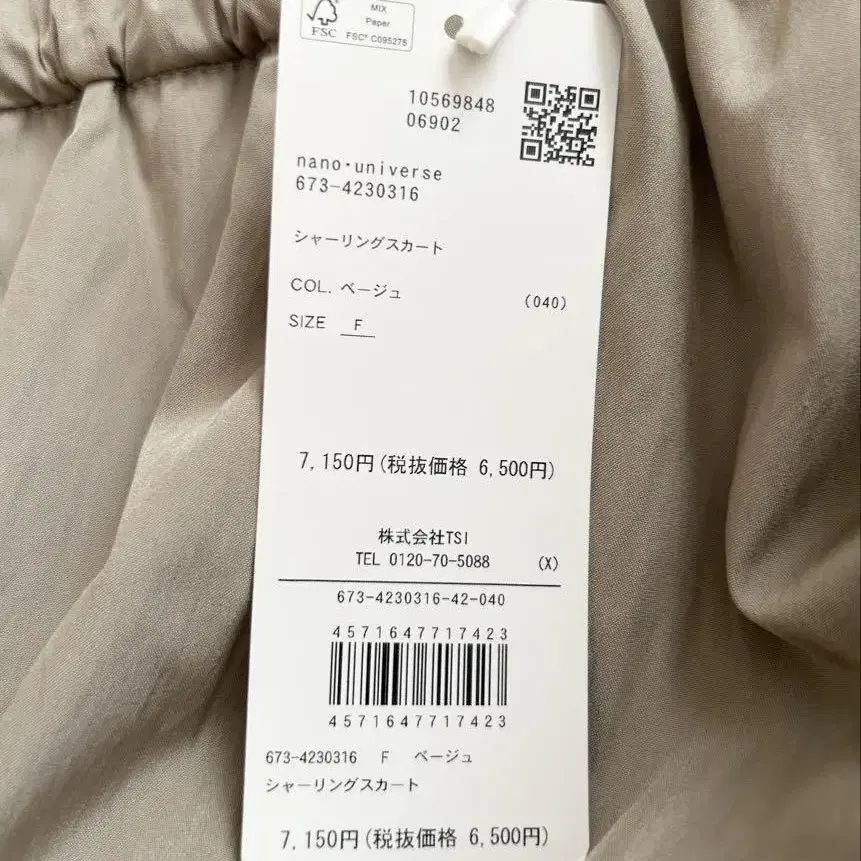 FSC
MIX
Paper
FSC® C095275
10569848
06902
nano・universe
673-4230316
シャーリングスカート
COL. ベージュ (040)
SIZE F
7,150円(税抜価格 6,500円)
株式会社TSI
TEL 0120-70-5088 (X)
673-4230316-42-040
4571647717423
4571647717423
673-4230316 F ベージュ
シャーリングスカート
7,150円(税抜価格 6,500円)